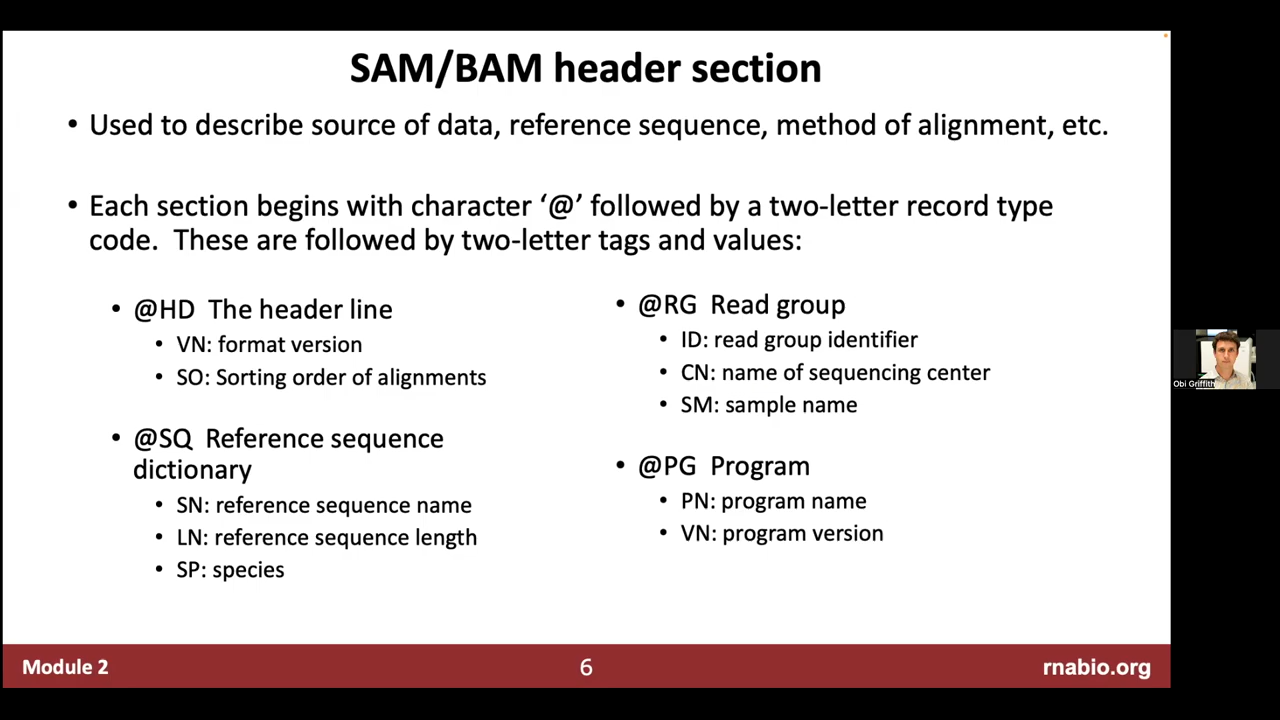 SAM/BAM header section
• Used to describe source of data, reference sequence, method of alignment, etc.
• Each section begins with character ‘@’ followed by a two-letter record type
code. These are followed by two-letter tags and values:
• @HD The header line
• VN: format version
• SO: Sorting order of alignments
• @SQ Reference sequence
dictionary
• SN: reference sequence name
• LN: reference sequence length
• SP: species
• @RG Read group
• ID: read group identifier
• CN: name of sequencing center
• SM: sample name
• @PG Program
• PN: program name
• VN: program version
Obi Griffith
Module 2
6
rnabio.org